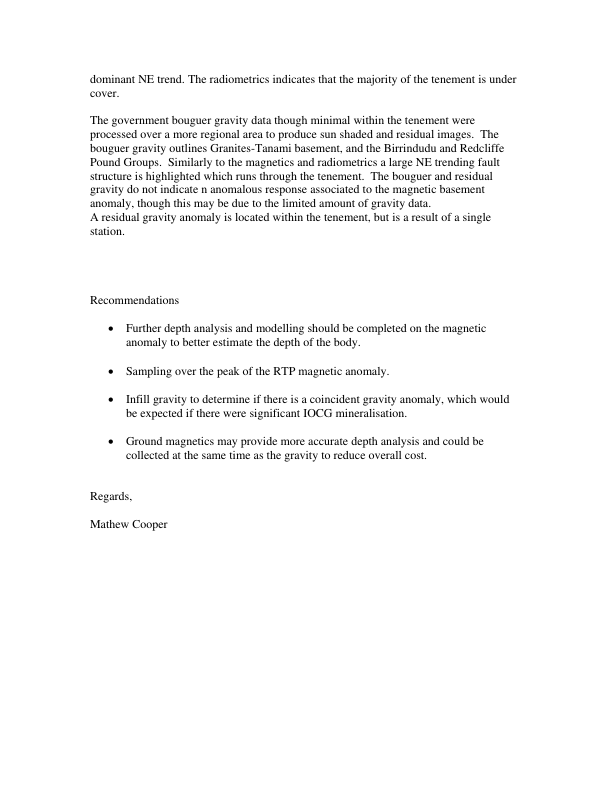 dominant NE trend. The radiometrics indicates that the majority of the tenement is under
cover.
The government bouguer gravity data though minimal within the tenement were
processed over a more regional area to produce sun shaded and residual images.  The
bouguer gravity outlines Granites-Tanami basement, and the Birrindudu and Redcliffe
Pound Groups.  Similarly to the magnetics and radiometrics a large NE trending fault
structure is highlighted which runs through the tenement.  The bouguer and residual
gravity do not indicate n anomalous response associated to the magnetic basement
anomaly, though this may be due to the limited amount of gravity data.
A residual gravity anomaly is located within the tenement, but is a result of a single
station.
Recommendations
• Further depth analysis and modelling should be completed on the magnetic
anomaly to better estimate the depth of the body.
• Sampling over the peak of the RTP magnetic anomaly.
• Infill gravity to determine if there is a coincident gravity anomaly, which would
be expected if there were significant IOCG mineralisation.
• Ground magnetics may provide more accurate depth analysis and could be
collected at the same time as the gravity to reduce overall cost.
Regards,
Mathew Cooper